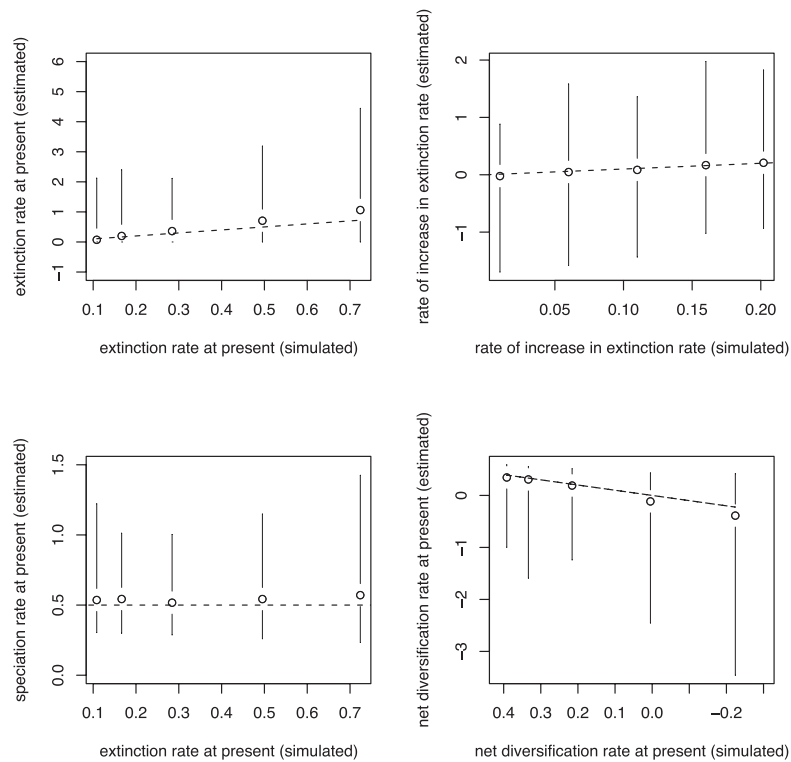 extinction rate at present (estimated)
6
5
4
3
2
1
0
−1
0.1 0.2 0.3 0.4 0.5 0.6 0.7
extinction rate at present (simulated)
rate of increase in extinction rate (estimated)
2
1
0
−1
0.05 0.10 0.15 0.20
rate of increase in extinction rate (simulated)
speciation rate at present (estimated)
1.5
1.0
0.5
0.0
0.1 0.2 0.3 0.4 0.5 0.6 0.7
extinction rate at present (simulated)
net diversification rate at present (estimated)
0
−1
−2
−3
0.4 0.3 0.2 0.1 0.0 −0.2
net diversification rate at present (simulated)